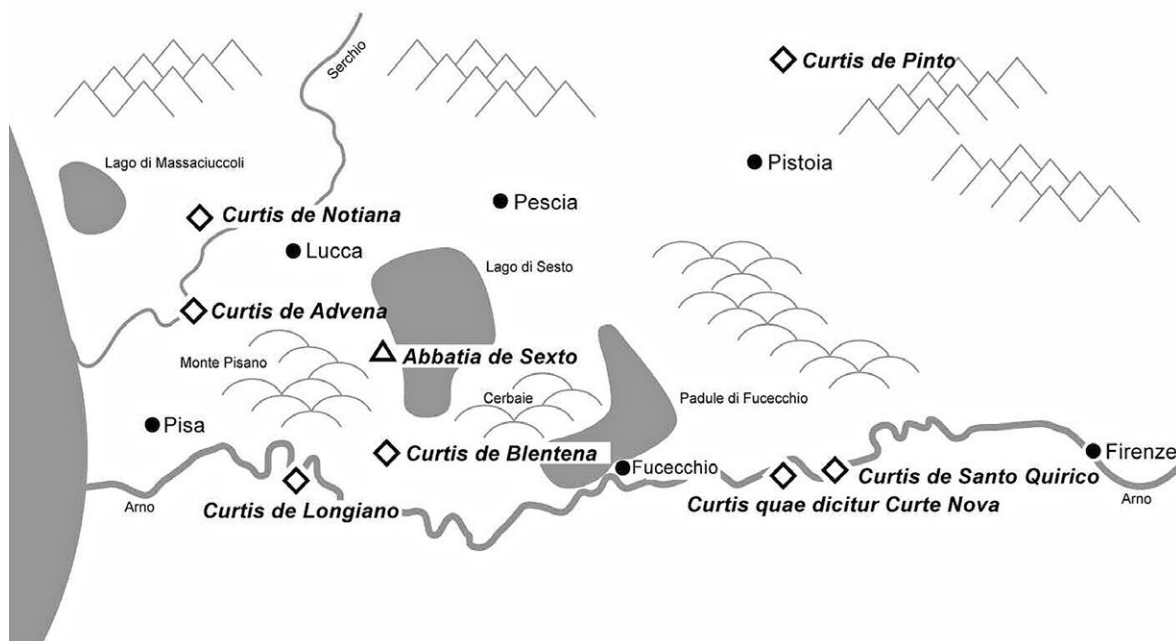 Serchio
Curtis de Pinto
Lago di Massaciuccoli
Pistoia
Pescia
Curtis de Notiana
Lucca
Lago di Sesto
Curtis de Advena
Monte Pisano
Abbatia de Sexto
Cerbaie
Padule di Fucecchio
Pisa
Curtis de Blentena
Firenze
Fucecchio
Curtis de Santo Quirico
Arno
Arno
Curtis de Longiano
Curtis quae dicitur Curte Nova